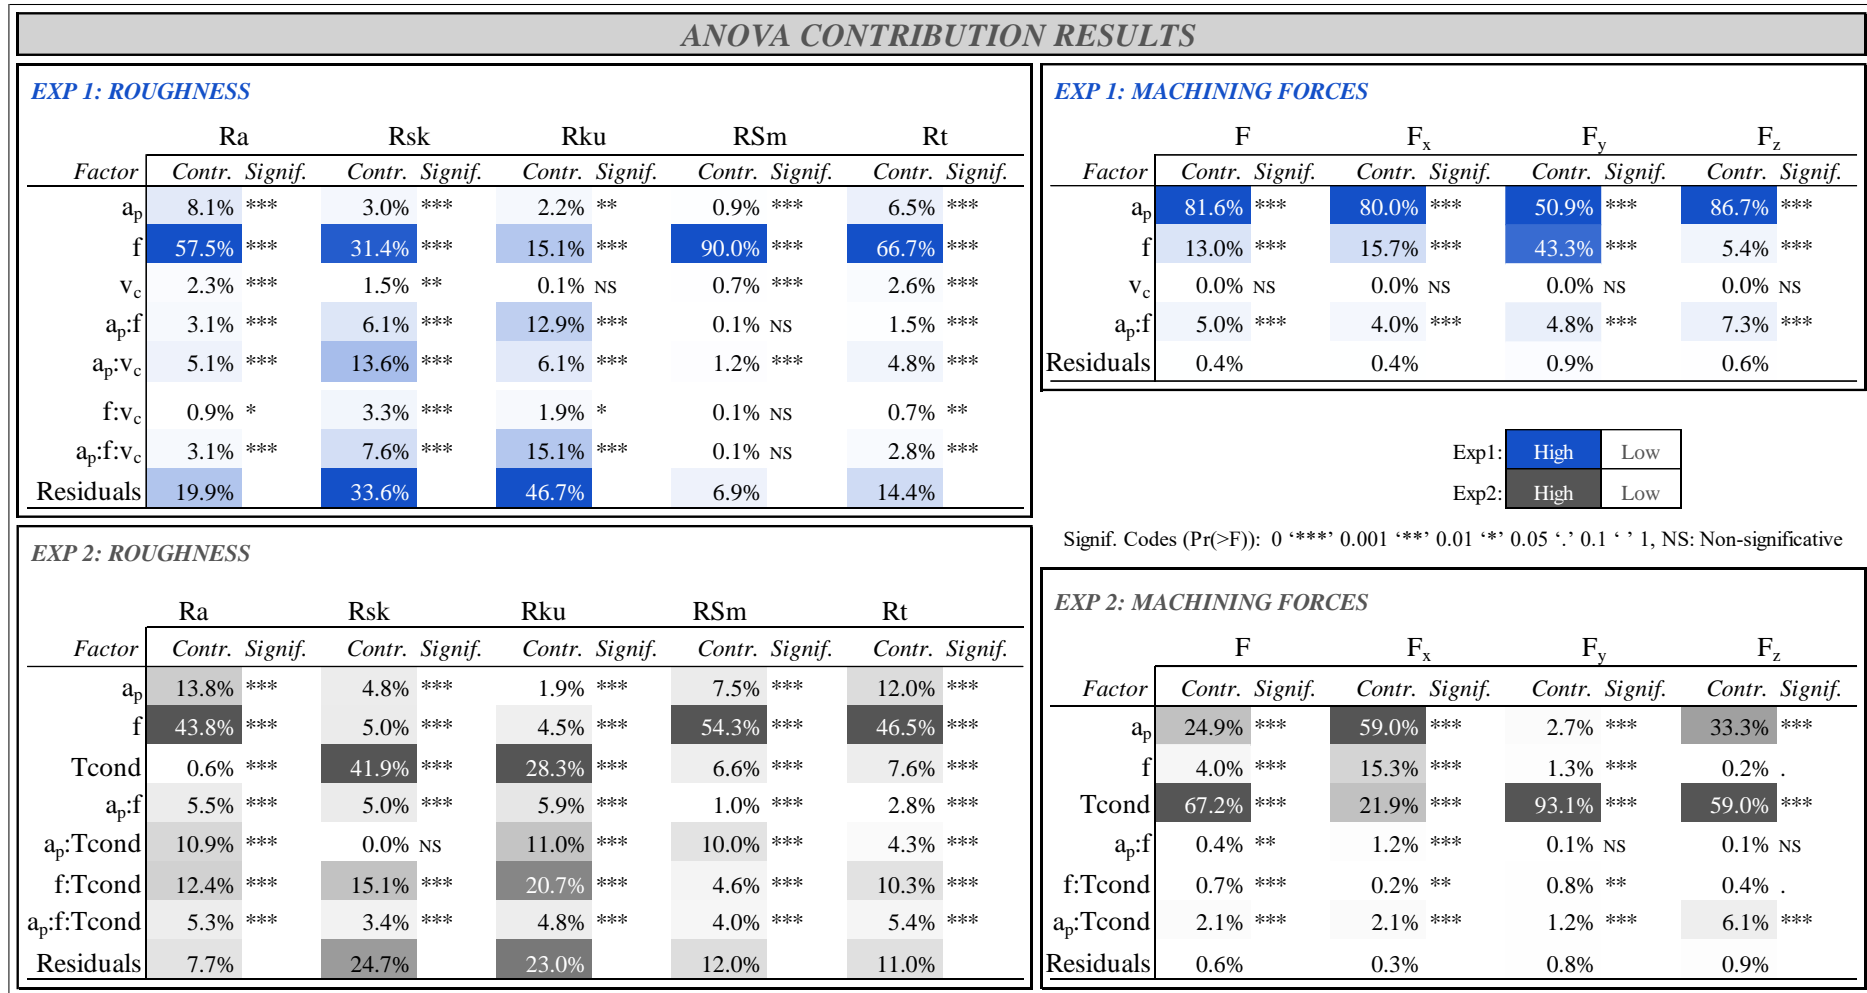 ANOVA CONTRIBUTION RESULTS
EXP 1: ROUGHNESS
Ra Rsk Rku RSm Rt
Factor Contr. Signif. Contr. Signif. Contr. Signif. Contr. Signif. Contr. Signif.
ap 8.1% *** 3.0% *** 2.2% ** 0.9% *** 6.5% ***
f 57.5% *** 31.4% *** 15.1% *** 90.0% *** 66.7% ***
vc 2.3% *** 1.5% ** 0.1% NS 0.7% *** 2.6% ***
ap:f 3.1% *** 6.1% *** 12.9% *** 0.1% NS 1.5% ***
ap:vc 5.1% *** 13.6% *** 6.1% *** 1.2% *** 4.8% ***
f:vc 0.9% * 3.3% *** 1.9% * 0.1% NS 0.7% **
ap:f:vc 3.1% *** 7.6% *** 15.1% *** 0.1% NS 2.8% ***
Residuals 19.9% 33.6% 46.7% 6.9% 14.4%
EXP 1: MACHINING FORCES
F Fx Fy Fz
Factor Contr. Signif. Contr. Signif. Contr. Signif. Contr. Signif.
ap 81.6% *** 80.0% *** 50.9% *** 86.7% ***
f 13.0% *** 15.7% *** 43.3% *** 5.4% ***
vc 0.0% NS 0.0% NS 0.0% NS 0.0% NS
ap:f 5.0% *** 4.0% *** 4.8% *** 7.3% ***
Residuals 0.4% 0.4% 0.9% 0.6%
Exp1: High Low
Exp2: High Low
Signif. Codes (Pr(>F)): 0 ‘***’ 0.001 ‘**’ 0.01 ‘*’ 0.05 ‘.’ 0.1 ‘ ’ 1, NS: Non-significative
EXP 2: ROUGHNESS
Ra Rsk Rku RSm Rt
Factor Contr. Signif. Contr. Signif. Contr. Signif. Contr. Signif. Contr. Signif.
ap 13.8% *** 4.8% *** 1.9% *** 7.5% *** 12.0% ***
f 43.8% *** 5.0% *** 4.5% *** 54.3% *** 46.5% ***
Tcond 0.6% *** 41.9% *** 28.3% *** 6.6% *** 7.6% ***
ap:f 5.5% *** 5.0% *** 5.9% *** 1.0% *** 2.8% ***
ap:Tcond 10.9% *** 0.0% NS 11.0% *** 10.0% *** 4.3% ***
f:Tcond 12.4% *** 15.1% *** 20.7% *** 4.6% *** 10.3% ***
ap:f:Tcond 5.3% *** 3.4% *** 4.8% *** 4.0% *** 5.4% ***
Residuals 7.7% 24.7% 23.0% 12.0% 11.0%
EXP 2: MACHINING FORCES
F Fx Fy Fz
Factor Contr. Signif. Contr. Signif. Contr. Signif. Contr. Signif.
ap 24.9% *** 59.0% *** 2.7% *** 33.3% ***
f 4.0% *** 15.3% *** 1.3% *** 0.2% .
Tcond 67.2% *** 21.9% *** 93.1% *** 59.0% ***
ap:f 0.4% ** 1.2% *** 0.1% NS 0.1% NS
f:Tcond 0.7% *** 0.2% ** 0.8% ** 0.4% .
ap:Tcond 2.1% *** 2.1% *** 1.2% *** 6.1% ***
Residuals 0.6% 0.3% 0.8% 0.9%